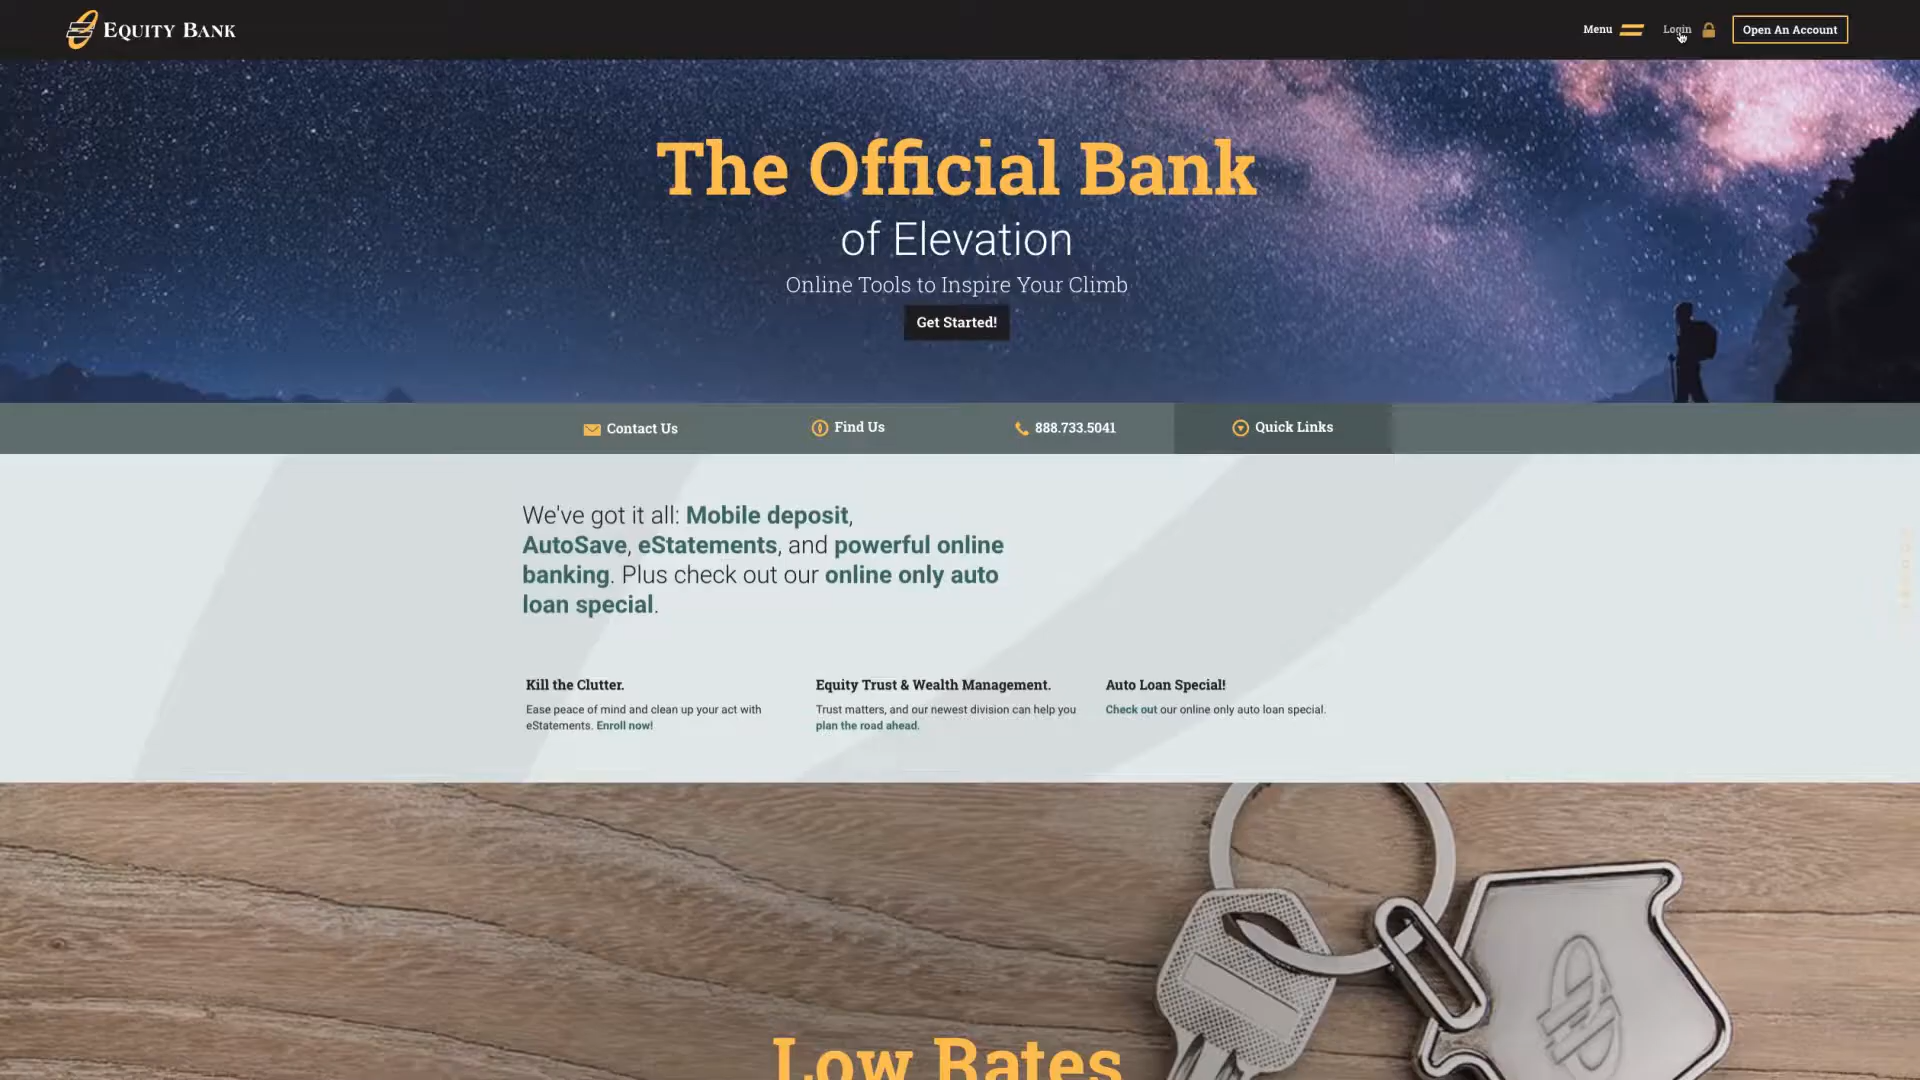 EQUITY BANK
Menu
Login
Open An Account
The Official Bank
of Elevation
Online Tools to Inspire Your Climb
Get Started!
Contact Us
Find Us
888.733.5041
Quick Links
We've got it all: Mobile deposit,
AutoSave, eStatements, and powerful online
banking. Plus check out our online only auto
loan special.
Kill the Clutter.
Ease peace of mind and clean up your act with
eStatements. Enroll now!
Equity Trust & Wealth Management.
Trust matters, and our newest division can help you
plan the road ahead.
Auto Loan Special!
Check out our online only auto loan special.
Low Rates